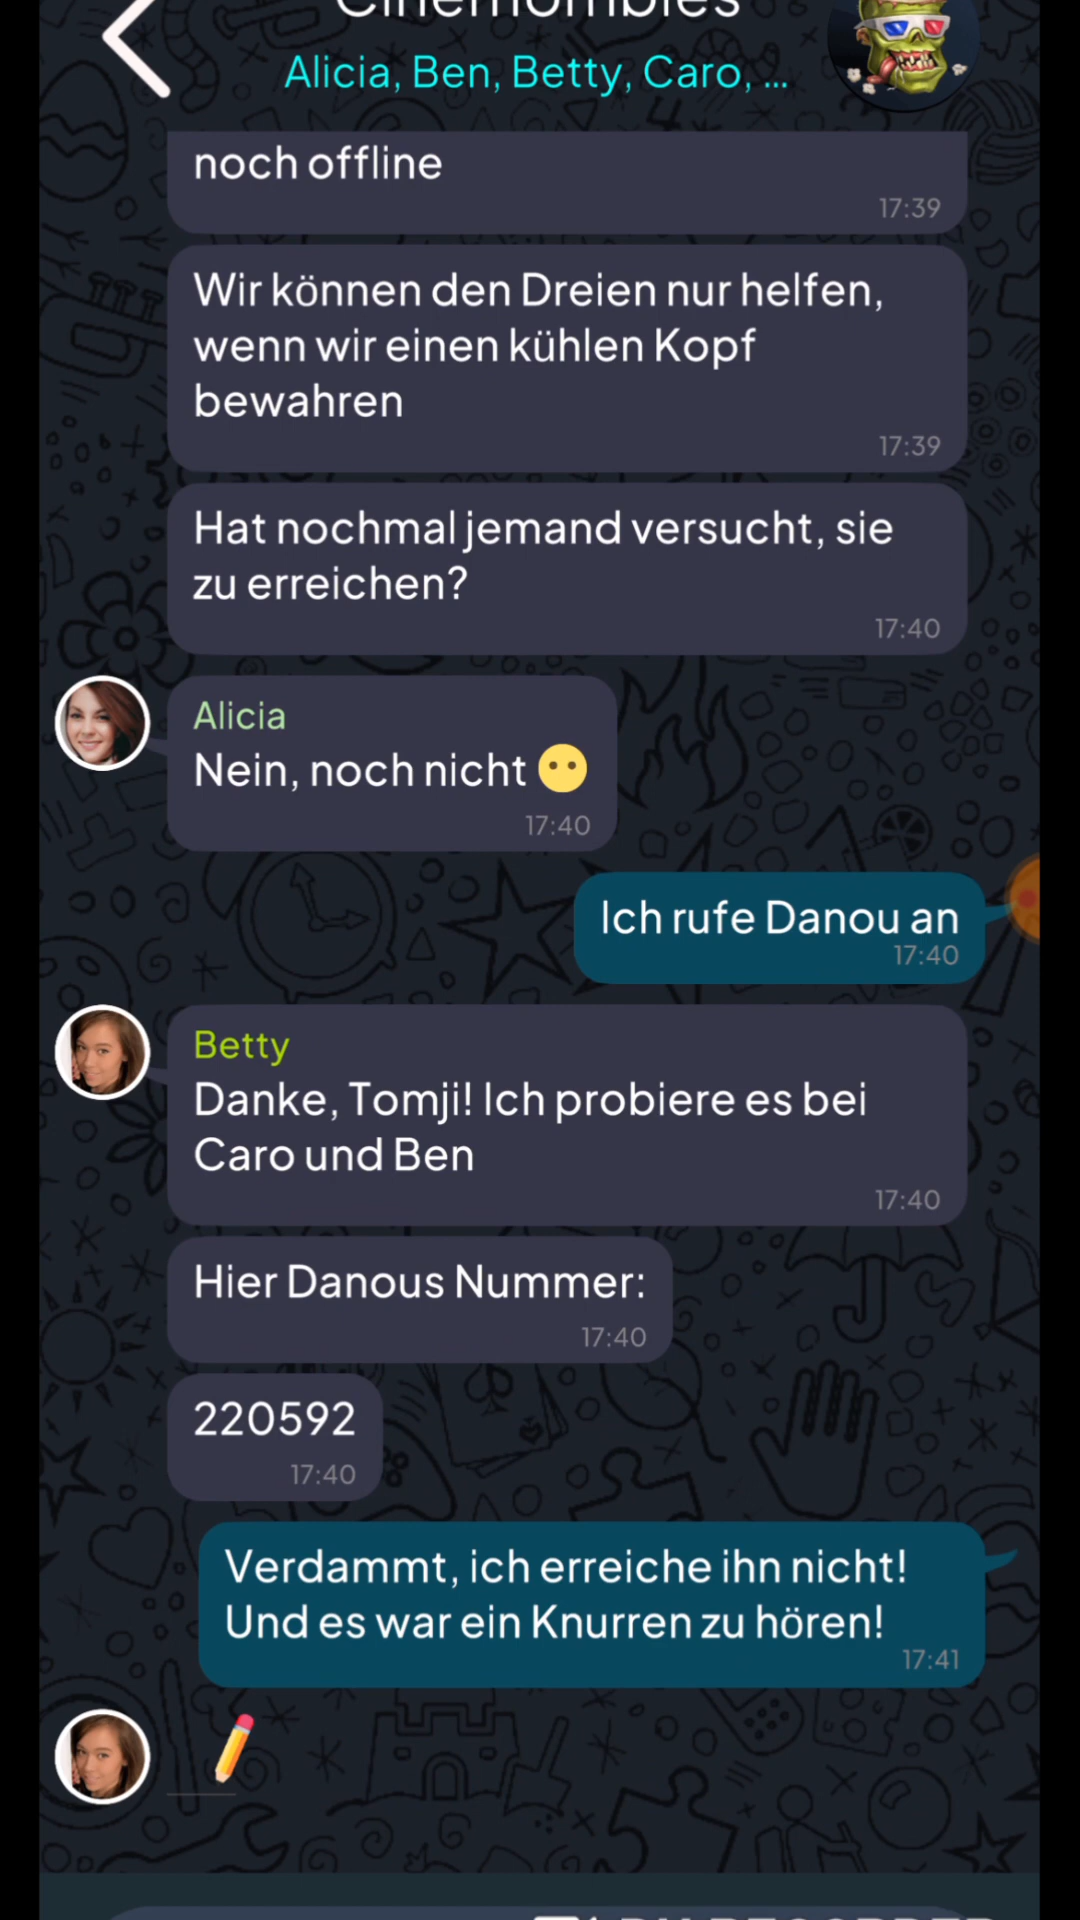 Alicia, Ben, Betty, Caro, ...
noch offline
17:39
Wir können den Dreien nur helfen,
wenn wir einen kühlen Kopf
bewahren
17:39
Hat nochmal jemand versucht, sie
zu erreichen?
17:40
Alicia
Nein, noch nicht 😶
17:40
Ich rufe Danou an
17:40
Betty
Danke, Tomji! Ich probiere es bei
Caro und Ben
17:40
Hier Danous Nummer:
17:40
220592
17:40
Verdammt, ich erreiche ihn nicht!
Und es war ein Knurren zu hören!
17:41